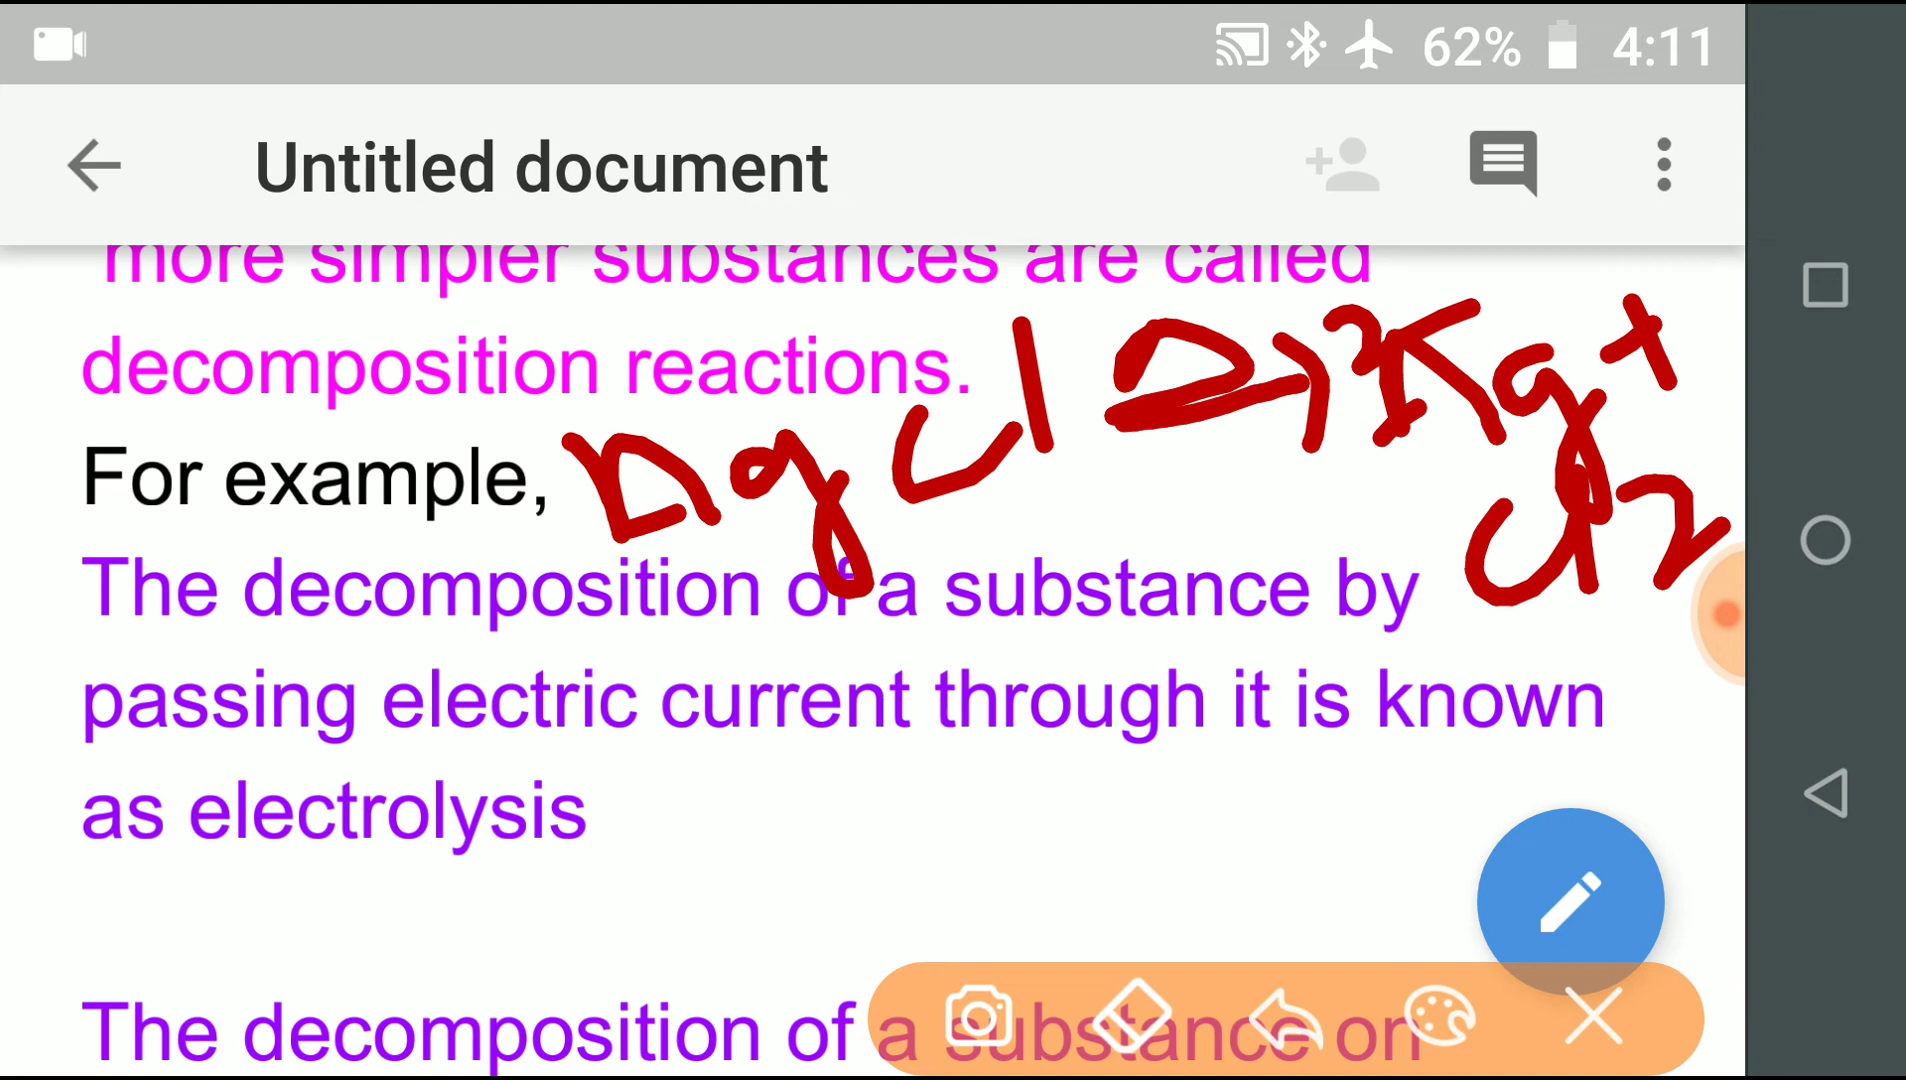 62% 4:11
Untitled document
more simpler substances are called
decomposition reactions.
For example,
The decomposition of a substance by
passing electric current through it is known
as electrolysis
The decomposition of a substance on